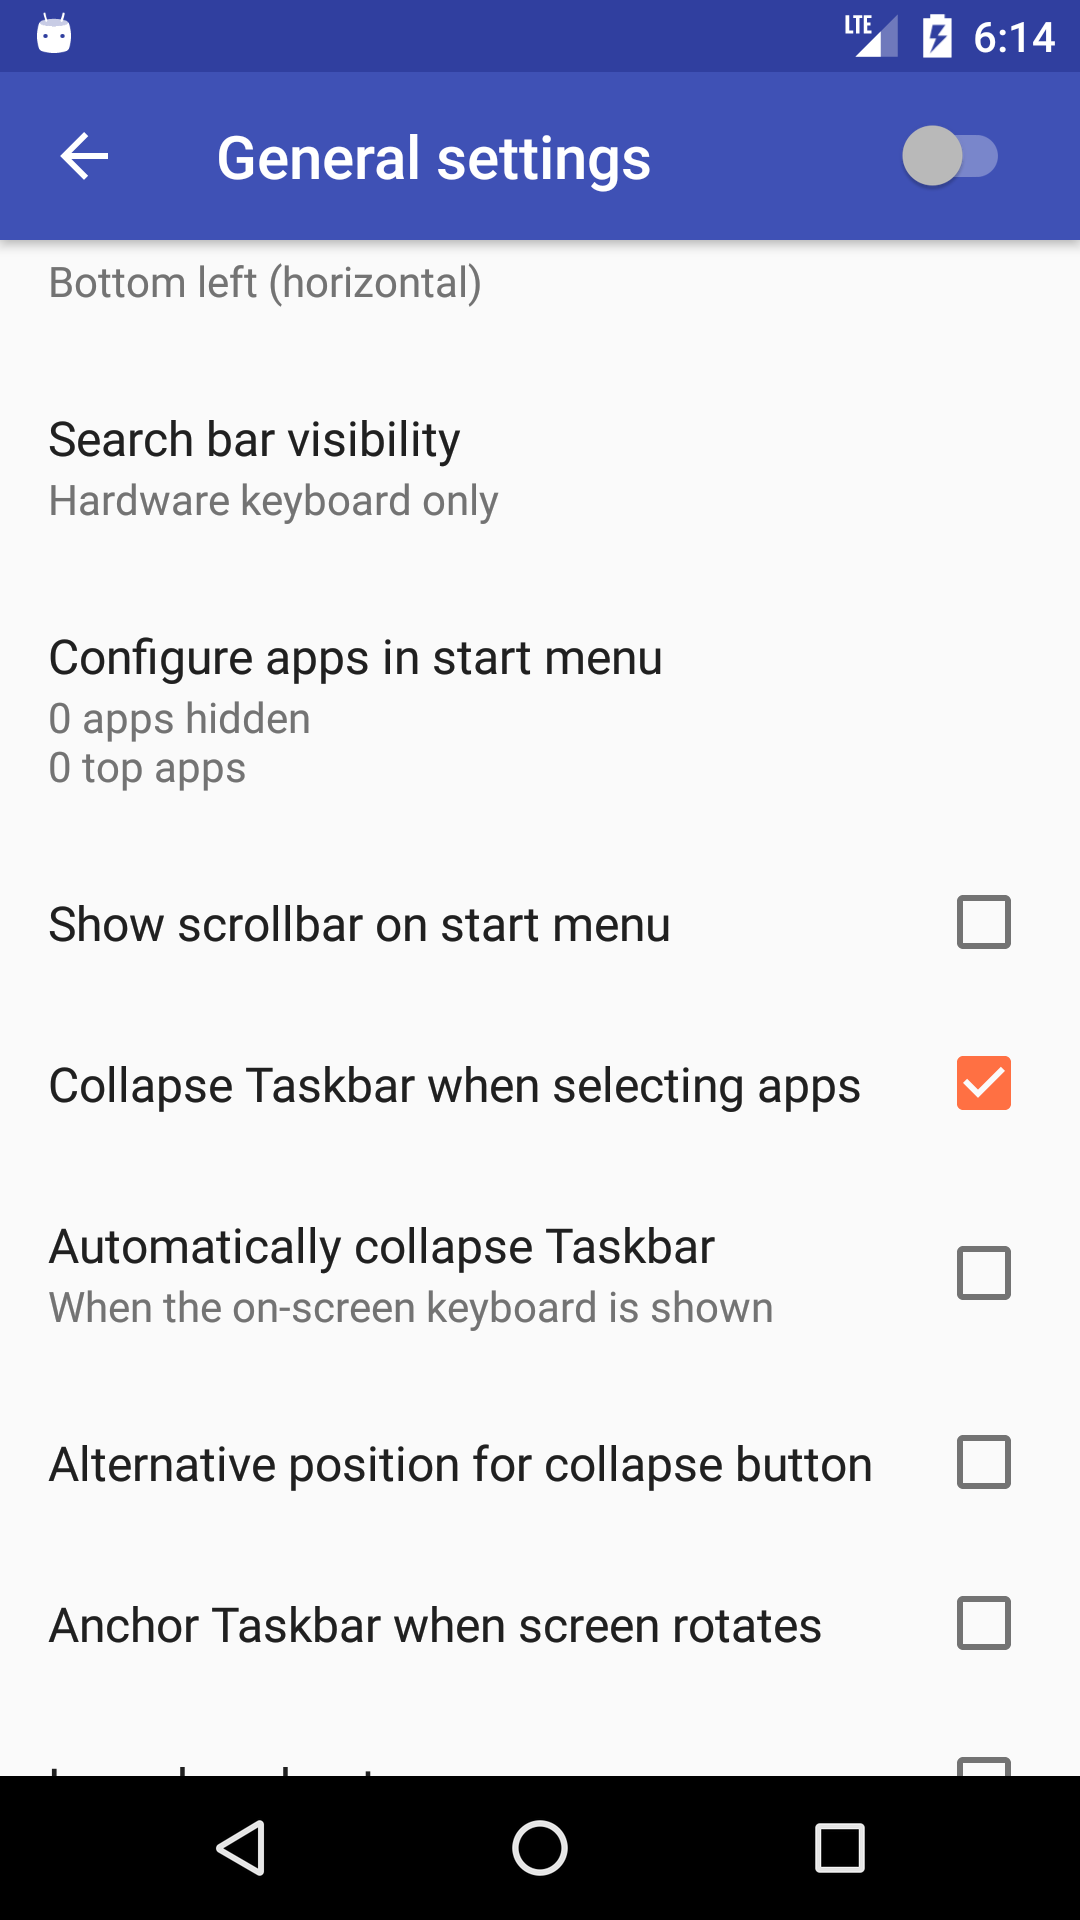 LTE 6:14
General settings
Bottom left (horizontal)
Search bar visibility
Hardware keyboard only
Configure apps in start menu
0 apps hidden
0 top apps
Show scrollbar on start menu
Collapse Taskbar when selecting apps
Automatically collapse Taskbar
When the on-screen keyboard is shown
Alternative position for collapse button
Anchor Taskbar when screen rotates